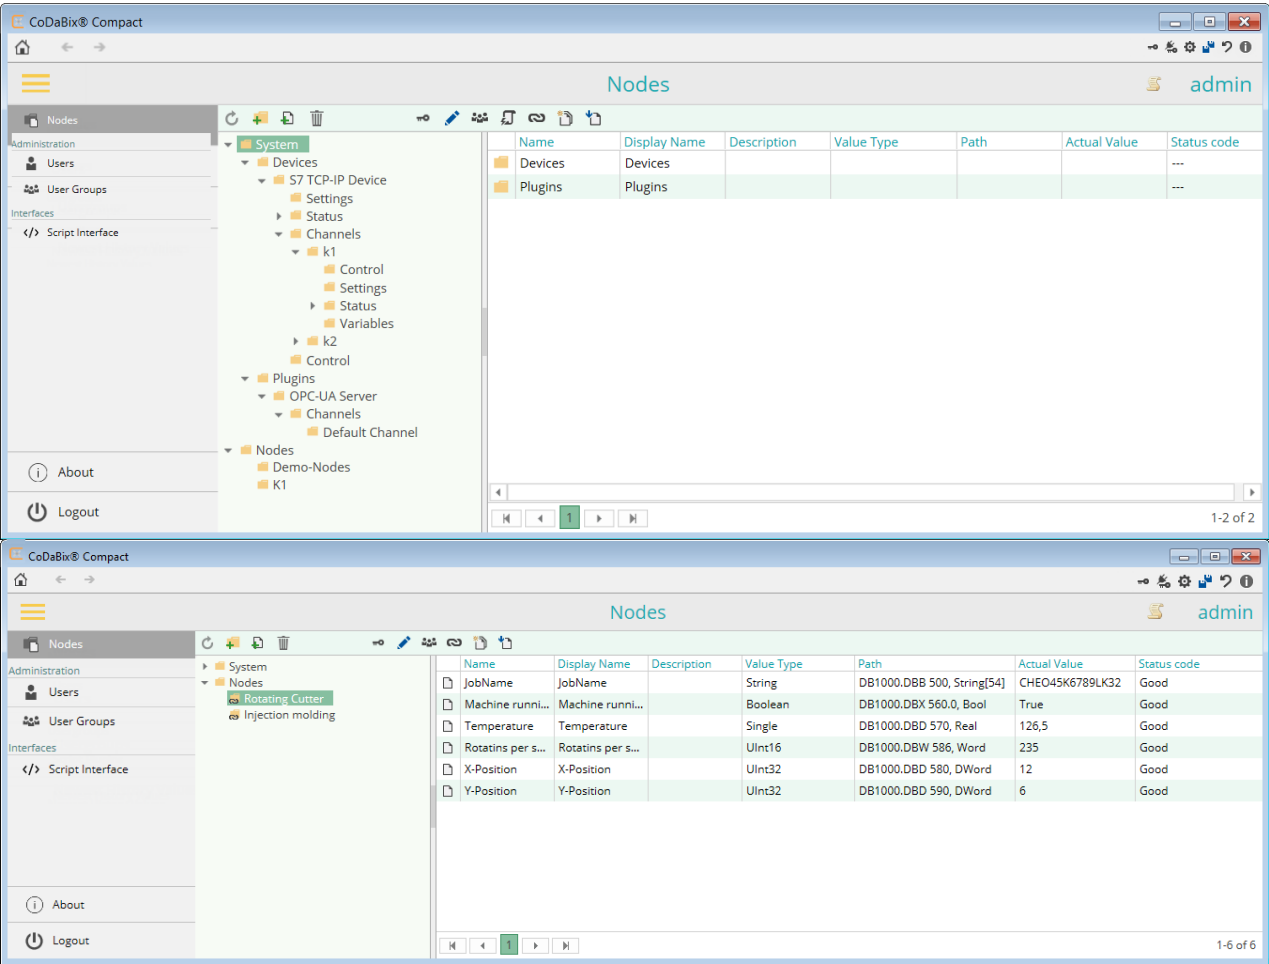 CoDaBix® Compact
Nodes
admin
Nodes
Administration
Users
User Groups
Interfaces
Script Interface
About
Logout
System
Devices
S7 TCP-IP Device
Settings
Status
Channels
k1
Control
Settings
Status
Variables
k2
Control
Plugins
OPC-UA Server
Channels
Default Channel
Nodes
Demo-Nodes
K1
Name Display Name Description Value Type Path Actual Value Status code
Devices Devices ---
Plugins Plugins ---
1
1-2 of 2
CoDaBix® Compact
Nodes
admin
Nodes
Administration
Users
User Groups
Interfaces
Script Interface
About
Logout
System
Nodes
Rotating Cutter
Injection molding
Name Display Name Description Value Type Path Actual Value Status code
JobName JobName String DB1000.DBB 500, String[54] CHEO45K6789LK32 Good
Machine runni... Machine runni... Boolean DB1000.DBX 560.0, Bool True Good
Temperature Temperature Single DB1000.DBD 570, Real 126,5 Good
Rotatins per s... Rotatins per s... UInt16 DB1000.DBW 586, Word 235 Good
X-Position X-Position UInt32 DB1000.DBD 580, DWord 12 Good
Y-Position Y-Position UInt32 DB1000.DBD 590, DWord 6 Good
1
1-6 of 6